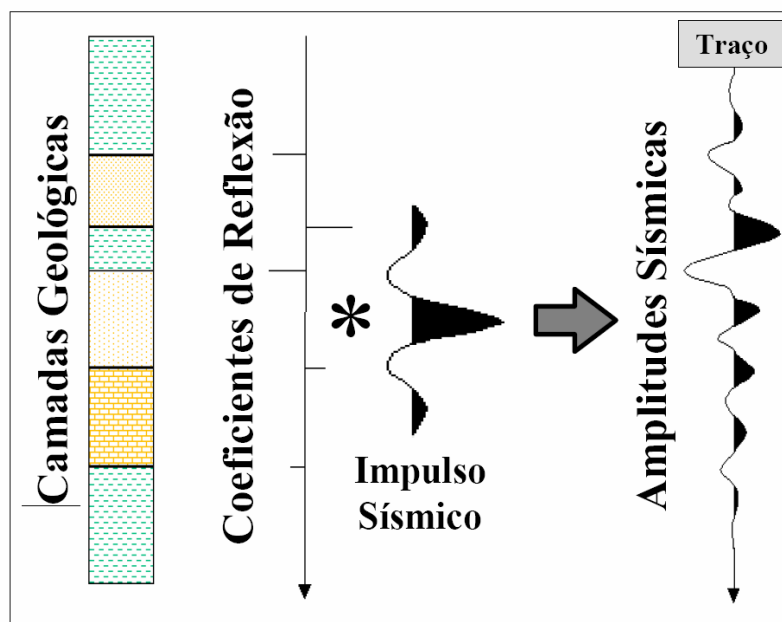 Camadas Geológicas
Coeficientes de Reflexão
*
Impulso
Sísmico
Amplitudes Sísmicas
Traço